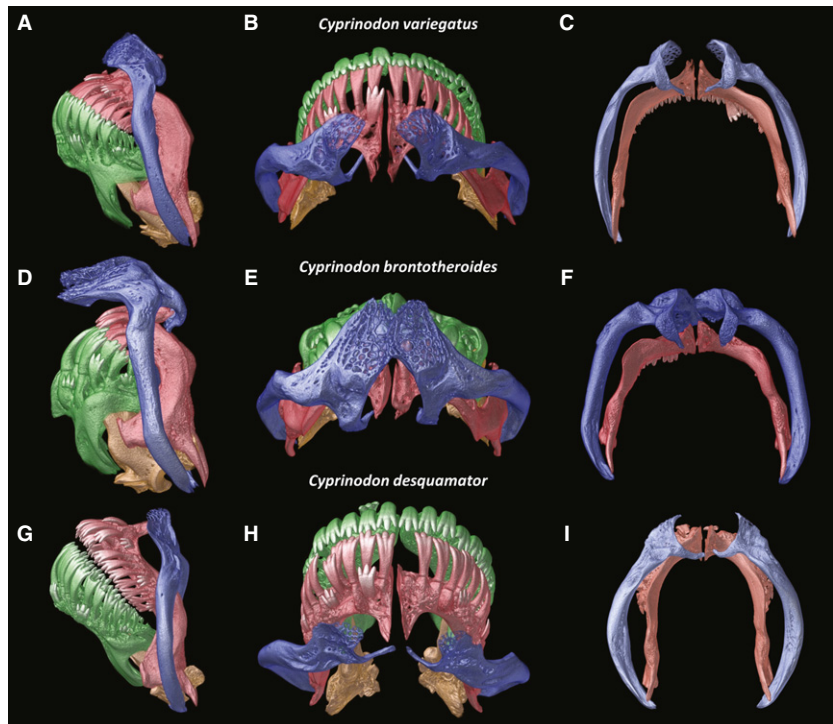 A
B
Cyprinodon variegatus
C
D
E
Cyprinodon brontotheroides
F
Cyprinodon desquamator
G
H
I